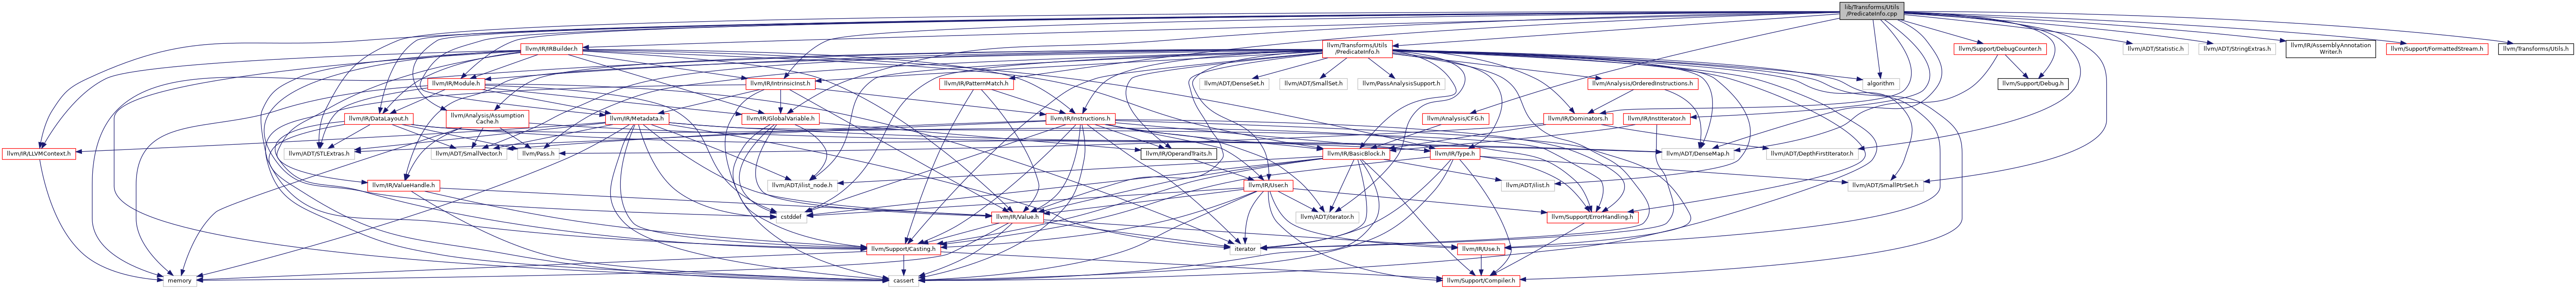 lib/Transforms/Utils
/PredicateInfo.cpp
llvm/IR/IRBuilder.h
llvm/Transforms/Utils
/PredicateInfo.h
llvm/Support/DebugCounter.h
llvm/ADT/Statistic.h
llvm/ADT/StringExtras.h
llvm/IR/AssemblyAnnotation
Writer.h
llvm/Support/FormattedStream.h
llvm/Transforms/Utils.h
llvm/IR/Module.h
llvm/IR/IntrinsicInst.h
llvm/IR/PatternMatch.h
llvm/ADT/DenseSet.h
llvm/ADT/SmallSet.h
llvm/PassAnalysisSupport.h
llvm/Analysis/OrderedInstructions.h
algorithm
llvm/Support/Debug.h
llvm/IR/DataLayout.h
llvm/Analysis/Assumption
Cache.h
llvm/IR/Metadata.h
llvm/IR/GlobalVariable.h
llvm/IR/Instructions.h
llvm/Analysis/CFG.h
llvm/IR/Dominators.h
llvm/IR/InstIterator.h
llvm/IR/LLVMContext.h
llvm/ADT/STLExtras.h
llvm/ADT/SmallVector.h
llvm/Pass.h
llvm/IR/OperandTraits.h
llvm/IR/BasicBlock.h
llvm/IR/Type.h
llvm/ADT/DenseMap.h
llvm/ADT/DepthFirstIterator.h
llvm/IR/ValueHandle.h
llvm/ADT/ilist_node.h
llvm/IR/User.h
llvm/ADT/ilist.h
llvm/ADT/SmallPtrSet.h
cstddef
llvm/IR/Value.h
llvm/ADT/iterator.h
llvm/Support/ErrorHandling.h
llvm/Support/Casting.h
iterator
llvm/IR/Use.h
memory
cassert
llvm/Support/Compiler.h